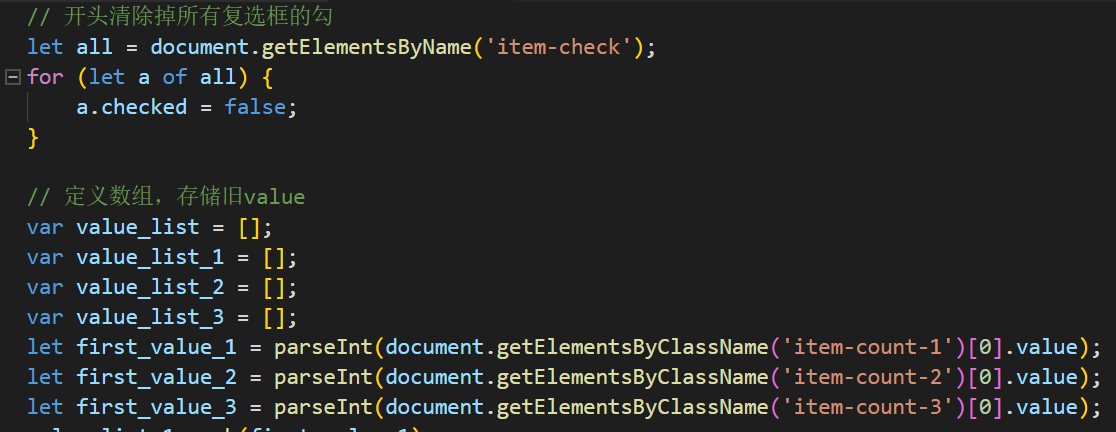 // 开头清除掉所有复选框的勾
let all = document.getElementsByName('item-check');
for (let a of all) {
    a.checked = false;
}
// 定义数组，存储旧value
var value_list = [];
var value_list_1 = [];
var value_list_2 = [];
var value_list_3 = [];
let first_value_1 = parseInt(document.getElementsByClassName('item-count-1')[0].value);
let first_value_2 = parseInt(document.getElementsByClassName('item-count-2')[0].value);
let first_value_3 = parseInt(document.getElementsByClassName('item-count-3')[0].value);